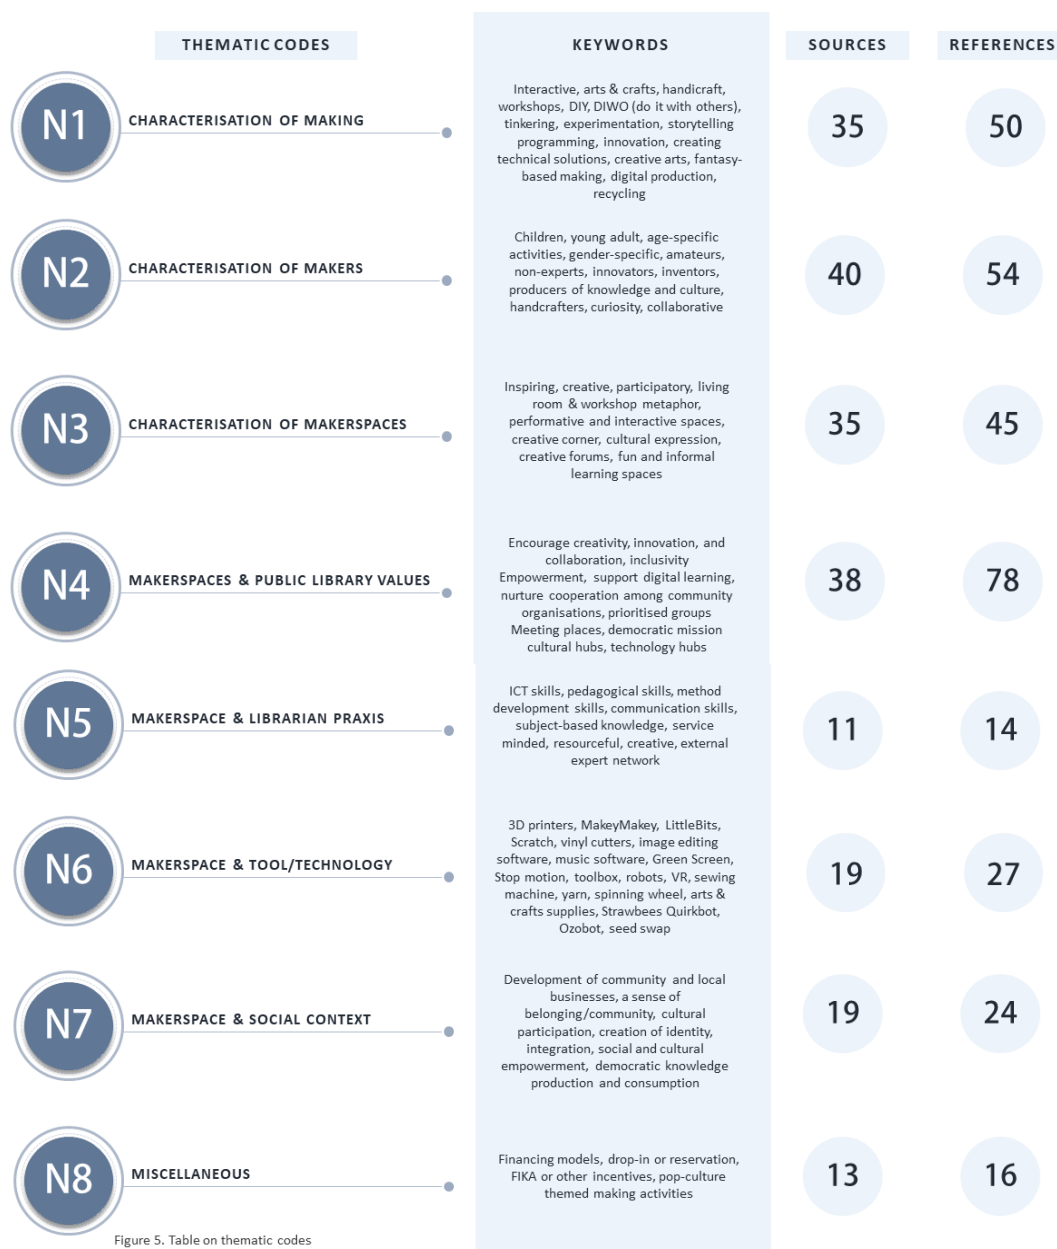 THEMATIC CODES
KEYWORDS
SOURCES
REFERENCES
N1
CHARACTERISATION OF MAKING
Interactive, arts & crafts, handicraft,
workshops, DIY, DIWO (do it with others),
tinkering, experimentation, storytelling
programming, innovation, creating
technical solutions, creative arts, fantasy-
based making, digital production,
recycling
35
50
N2
CHARACTERISATION OF MAKERS
Children, young adult, age-specific
activities, gender-specific, amateurs,
non-experts, innovators, inventors,
producers of knowledge and culture,
handcrafters, curiosity, collaborative
40
54
N3
CHARACTERISATION OF MAKERSPACES
Inspiring, creative, participatory, living
room & workshop metaphor,
performative and interactive spaces,
creative corner, cultural expression,
creative forums, fun and informal
learning spaces
35
45
N4
MAKERSPACES & PUBLIC LIBRARY VALUES
Encourage creativity, innovation, and
collaboration, inclusivity
Empowerment, support digital learning,
nurture cooperation among community
organisations, prioritised groups
Meeting places, democratic mission
cultural hubs, technology hubs
38
78
N5
MAKERSPACE & LIBRARIAN PRAXIS
ICT skills, pedagogical skills, method
development skills, communication skills,
subject-based knowledge, service
minded, resourceful, creative, external
expert network
11
14
N6
MAKERSPACE & TOOL/TECHNOLOGY
3D printers, MakeyMakey, LittleBits,
Scratch, vinyl cutters, image editing
software, music software, Green Screen,
Stop motion, toolbox, robots, VR, sewing
machine, yarn, spinning wheel, arts &
crafts supplies, Strawbees Quirkbot,
Ozobot, seed swap
19
27
N7
MAKERSPACE & SOCIAL CONTEXT
Development of community and local
businesses, a sense of
belonging/community, cultural
participation, creation of identity,
integration, social and cultural
empowerment, democratic knowledge
production and consumption
19
24
N8
MISCELLANEOUS
Financing models, drop-in or reservation,
FIKA or other incentives, pop-culture
themed making activities
13
16
Figure 5. Table on thematic codes